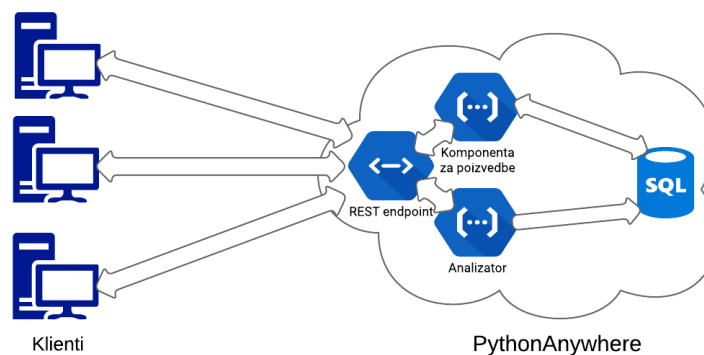 Komponenta
za poizvedbe
SQL
REST endpoint
Analizator
Klienti
PythonAnywhere